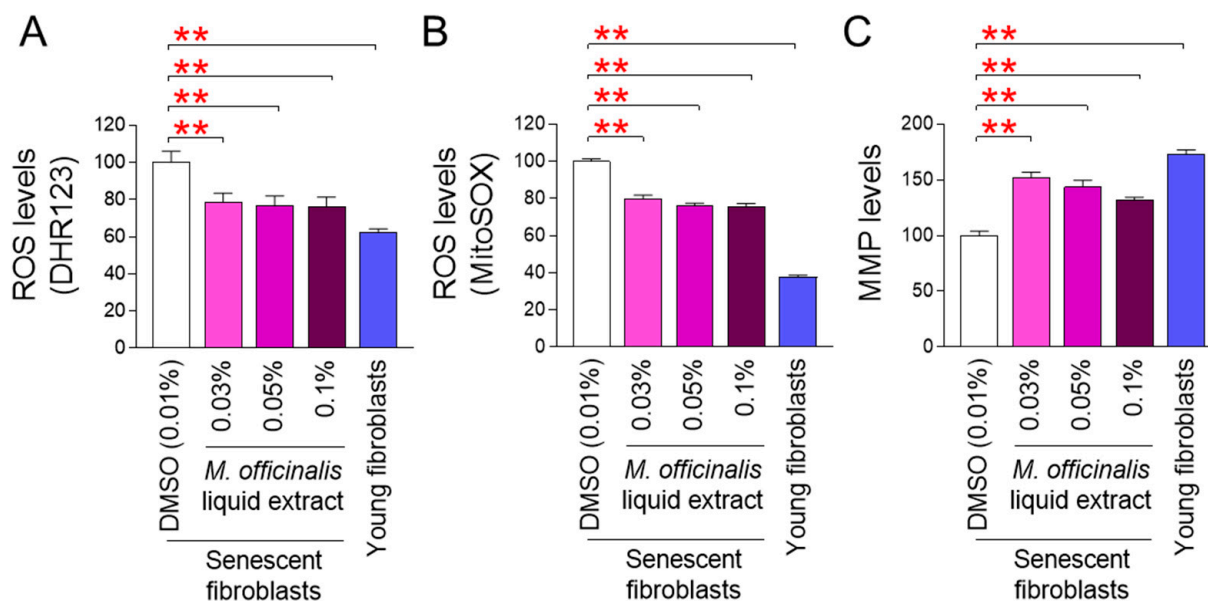 A
**
**
**
**
ROS levels
(DHR123)
120
100
80
60
40
20
0
DMSO (0.01%)
0.03%
0.05%
0.1%
Young fibroblasts
M. officinalis
liquid extract
Senescent
fibroblasts
B
**
**
**
**
ROS levels
(MitoSOX)
120
100
80
60
40
20
0
DMSO (0.01%)
0.03%
0.05%
0.1%
Young fibroblasts
M. officinalis
liquid extract
Senescent
fibroblasts
C
**
**
**
**
MMP levels
200
150
100
50
0
DMSO (0.01%)
0.03%
0.05%
0.1%
Young fibroblasts
M. officinalis
liquid extract
Senescent
fibroblasts